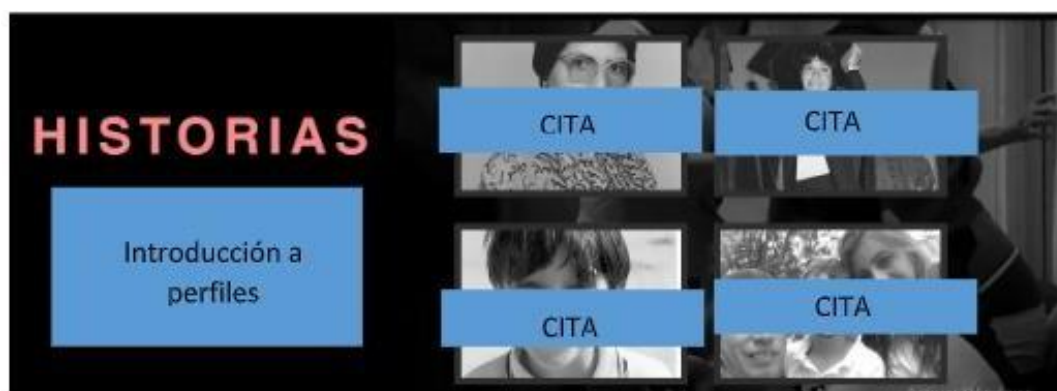 HISTORIAS
Introducción a
perfiles
CITA
CITA
CITA
CITA